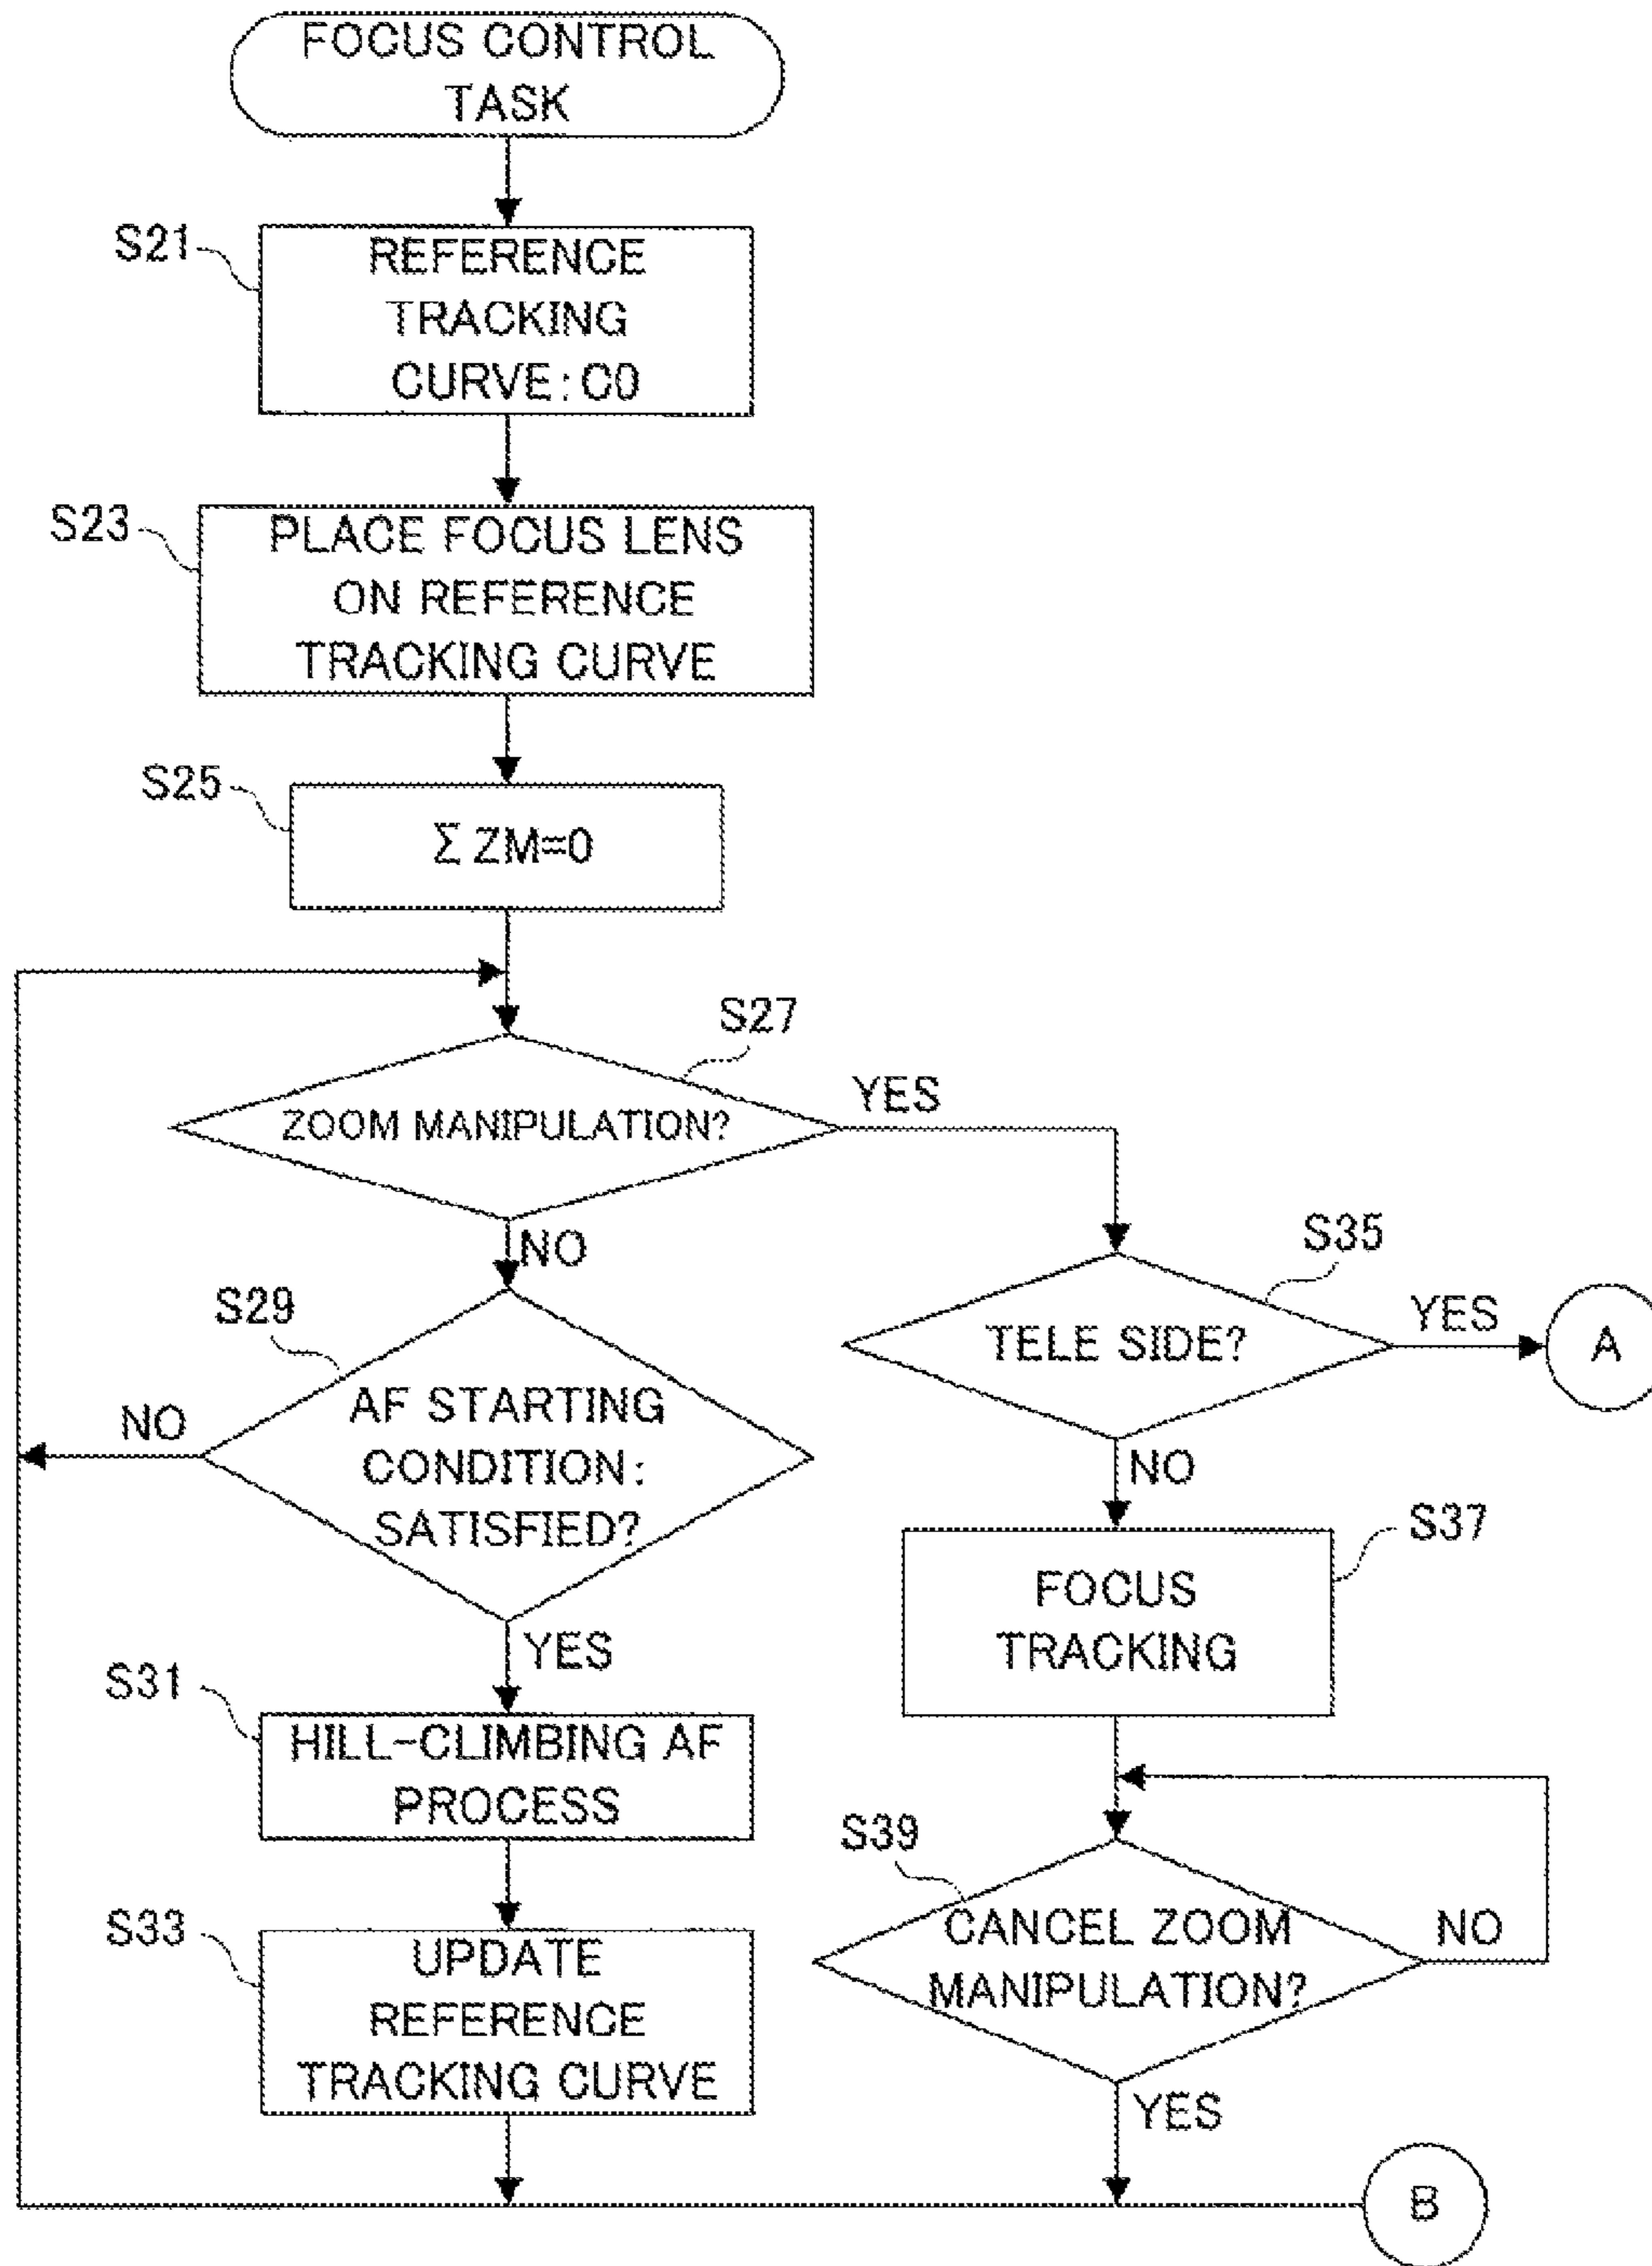 FOCUS CONTROL
TASK
S21
REFERENCE
TRACKING
CURVE: C0
S23
PLACE FOCUS LENS
ON REFERENCE
TRACKING CURVE
S25
Σ ZM=0
S27
ZOOM MANIPULATION?
YES
NO
S35
TELE SIDE?
YES
A
NO
S29
AF STARTING
CONDITION:
SATISFIED?
NO
YES
S37
FOCUS
TRACKING
S31
HILL-CLIMBING AF
PROCESS
S39
CANCEL ZOOM
MANIPULATION?
NO
YES
S33
UPDATE
REFERENCE
TRACKING CURVE
B